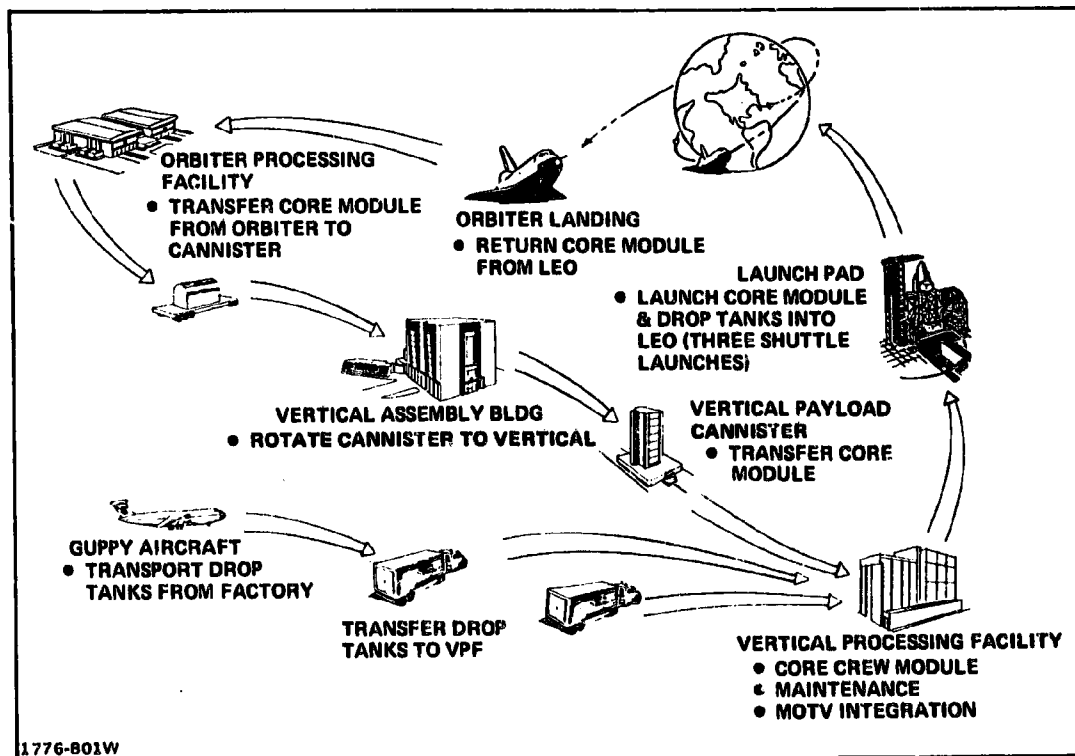 ORBITER PROCESSING
FACILITY
● TRANSFER CORE MODULE
FROM ORBITER TO
CANNISTER
ORBITER LANDING
● RETURN CORE MODULE
FROM LEO
LAUNCH PAD
● LAUNCH CORE MODULE
& DROP TANKS INTO
LEO (THREE SHUTTLE
LAUNCHES)
VERTICAL ASSEMBLY BLDG
● ROTATE CANNISTER TO VERTICAL
VERTICAL PAYLOAD
CANNISTER
● TRANSFER CORE
MODULE
GUPPY AIRCRAFT
● TRANSPORT DROP
TANKS FROM FACTORY
TRANSFER DROP
TANKS TO VPF
VERTICAL PROCESSING FACILITY
● CORE CREW MODULE
● MAINTENANCE
● MOTV INTEGRATION
1776-801W